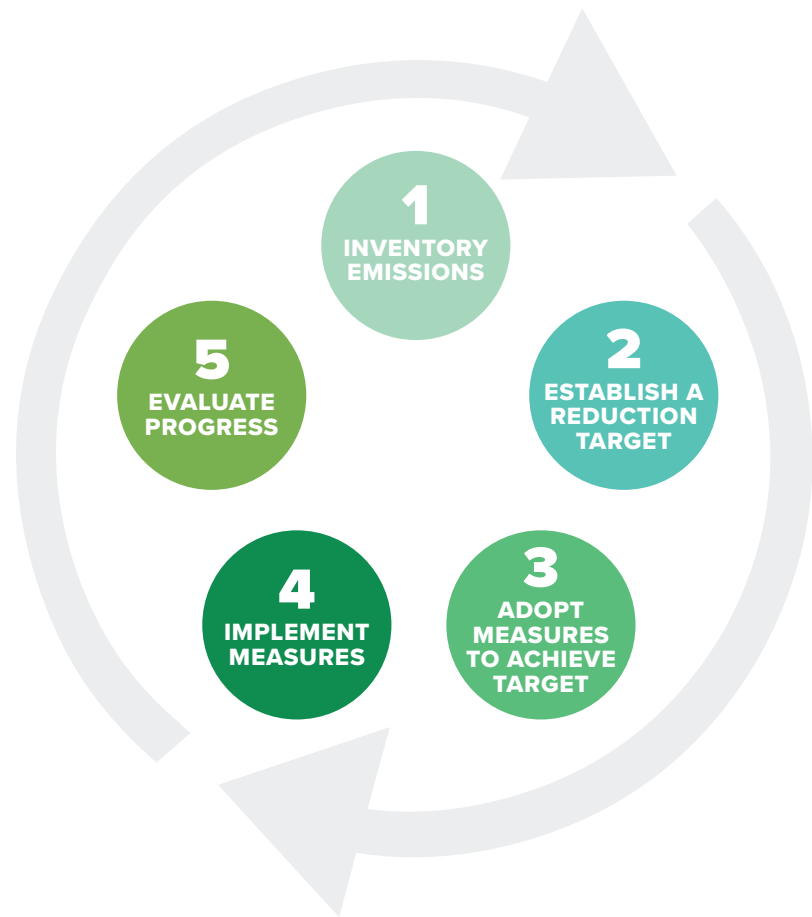 1
INVENTORY
EMISSIONS
2
ESTABLISH A
REDUCTION
TARGET
3
ADOPT
MEASURES
TO ACHIEVE
TARGET
4
IMPLEMENT
MEASURES
5
EVALUATE
PROGRESS